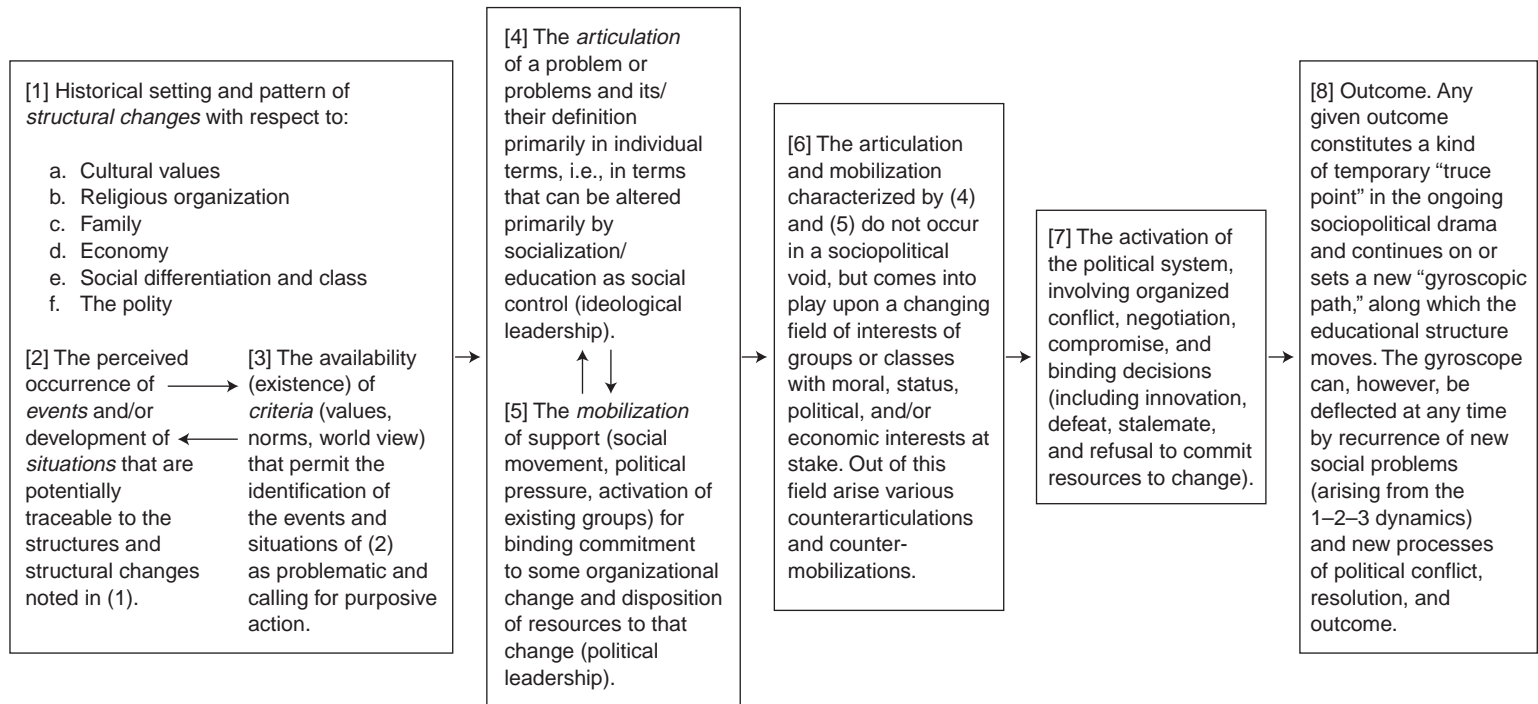 [1] Historical setting and pattern of
structural changes with respect to:
a. Cultural values
b. Religious organization
c. Family
d. Economy
e. Social differentiation and class
f. The polity
[2] The perceived
occurrence of
events and/or
development of
situations that are
potentially
traceable to the
structures and
structural changes
noted in (1).
[3] The availability
(existence) of
criteria (values,
norms, world view)
that permit the
identification of
the events and
situations of (2)
as problematic and
calling for purposive
action.
[4] The articulation
of a problem or
problems and its/
their definition
primarily in individual
terms, i.e., in terms
that can be altered
primarily by
socialization/
education as social
control (ideological
leadership).
[5] The mobilization
of support (social
movement, political
pressure, activation of
existing groups) for
binding commitment
to some organizational
change and disposition
of resources to that
change (political
leadership).
[6] The articulation
and mobilization
characterized by (4)
and (5) do not occur
in a sociopolitical
void, but comes into
play upon a changing
field of interests of
groups or classes
with moral, status,
political, and/or
economic interests at
stake. Out of this
field arise various
counterarticulations
and counter-
mobilizations.
[7] The activation of
the political system,
involving organized
conflict, negotiation,
compromise, and
binding decisions
(including innovation,
defeat, stalemate,
and refusal to commit
resources to change).
[8] Outcome. Any
given outcome
constitutes a kind
of temporary “truce
point” in the ongoing
sociopolitical drama
and continues on or
sets a new “gyroscopic
path,” along which the
educational structure
moves. The gyroscope
can, however, be
deflected at any time
by recurrence of new
social problems
(arising from the
1–2–3 dynamics)
and new processes
of political conflict,
resolution, and
outcome.